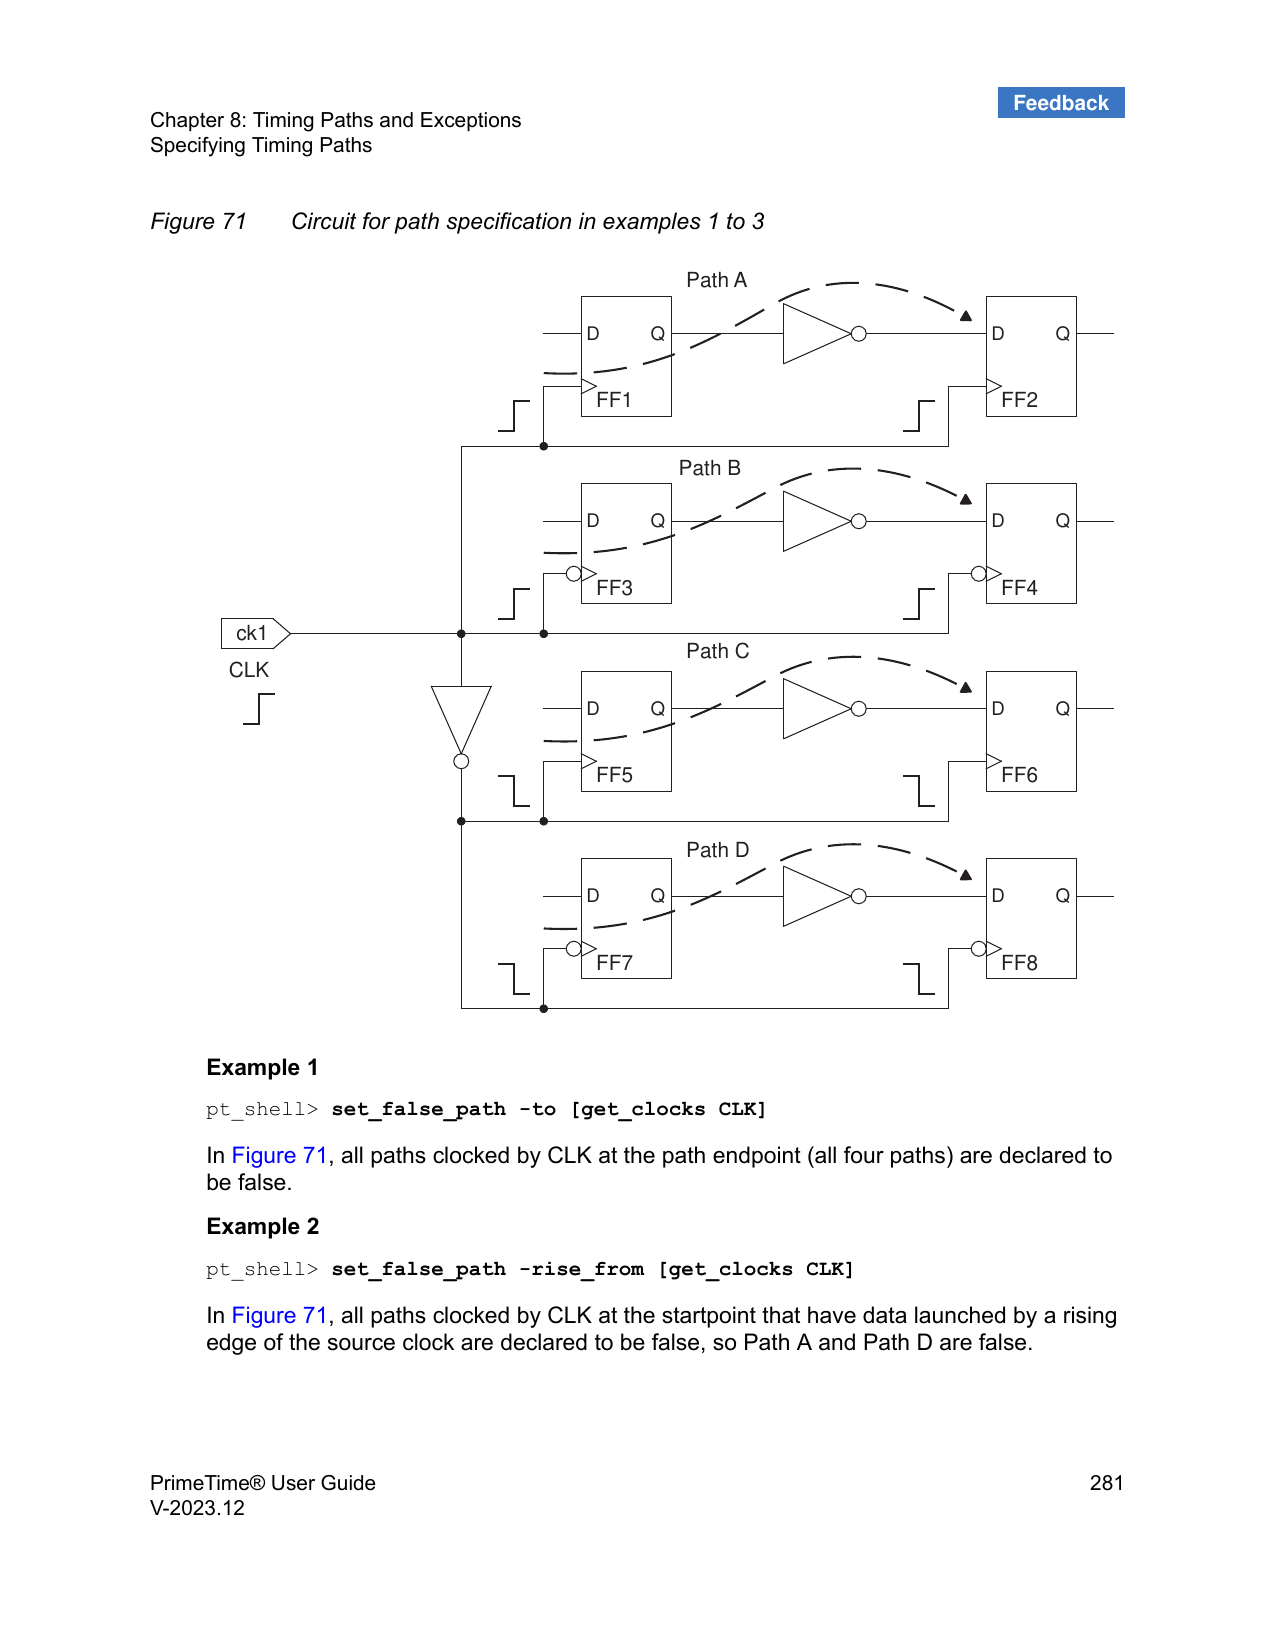 Feedback
Chapter 8: Timing Paths and Exceptions
Specifying Timing Paths
Figure 71 Circuit for path specification in examples 1 to 3
Path A
D Q D Q
FF1 FF2
Path B
D Q D Q
FF3 FF4
ck1
CLK
Path C
D Q D Q
FF5 FF6
Path D
D Q D Q
FF7 FF8
Example 1
pt_shell> set_false_path -to [get_clocks CLK]
In Figure 71, all paths clocked by CLK at the path endpoint (all four paths) are declared to
be false.
Example 2
pt_shell> set_false_path -rise_from [get_clocks CLK]
In Figure 71, all paths clocked by CLK at the startpoint that have data launched by a rising
edge of the source clock are declared to be false, so Path A and Path D are false.
PrimeTime® User Guide 281
V-2023.12